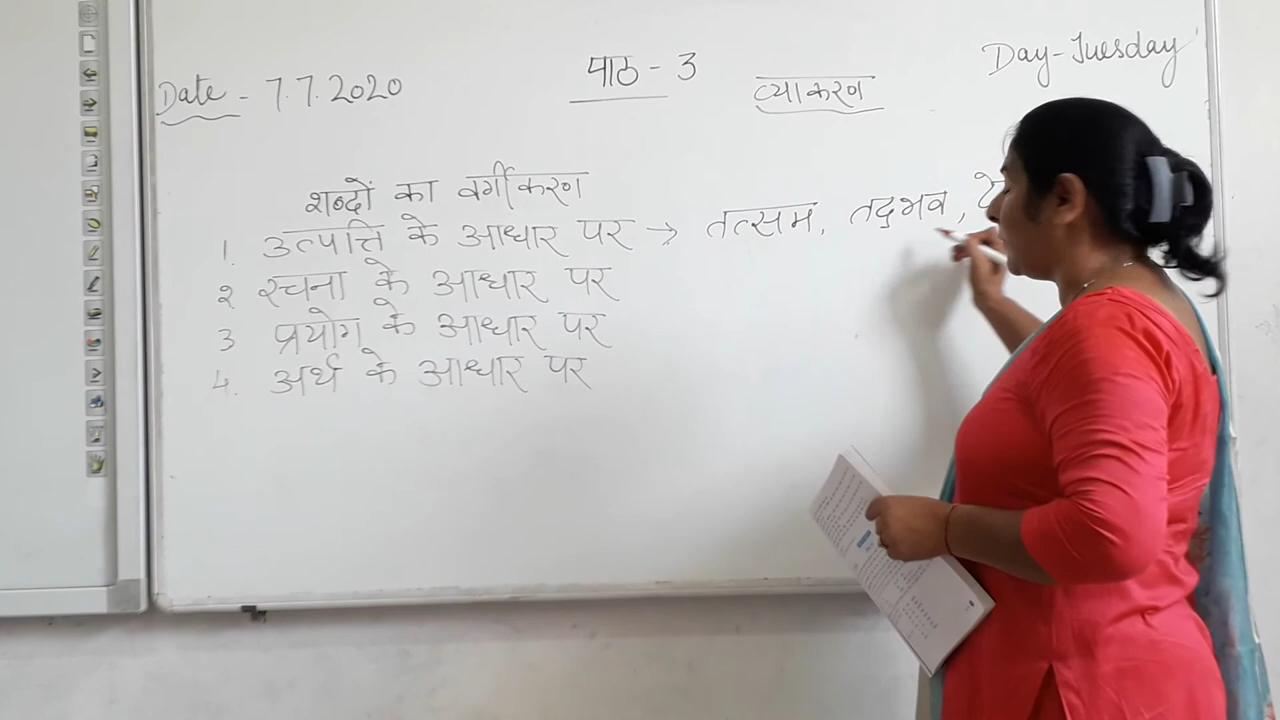 Date - 7.7.2020
पाठ - 3
व्याकरण
Day-Tuesday
शब्दों का वर्गीकरण
1. उत्पत्ति के आधार पर → तत्सम, तद्भव,
२ रचना के आधार पर
3 प्रयोग के आधार पर
4. अर्थ के आधार पर